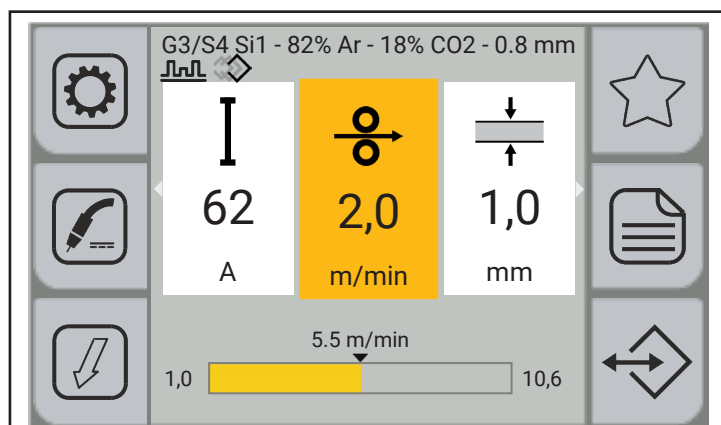 G3/S4 Si1 - 82% Ar - 18% CO2 - 0.8 mm
62 2,0 1,0
A m/min mm
5.5 m/min
1,0 10,6